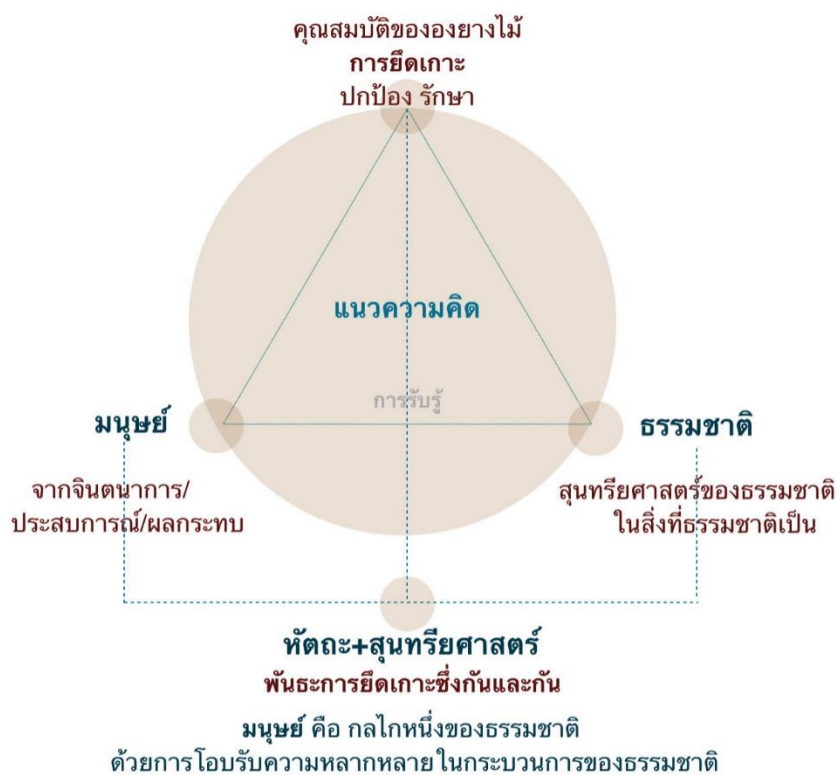 คุณสมบัติขององยางไม้
การยึดเกาะ
ปกป้อง รักษา
แนวความคิด
การรับรู้
มนุษย์
ธรรมชาติ
จากจินตนาการ/
ประสบการณ์/ผลกระทบ
สุนทรียศาสตร์ของธรรมชาติ
ในสิ่งที่ธรรมชาติเป็น
หัตถะ+สุนทรียศาสตร์
พันธะการยึดเกาะซึ่งกันและกัน
มนุษย์ คือ กลไกหนึ่งของธรรมชาติ
ด้วยการโอบรับความหลากหลายในกระบวนการของธรรมชาติ